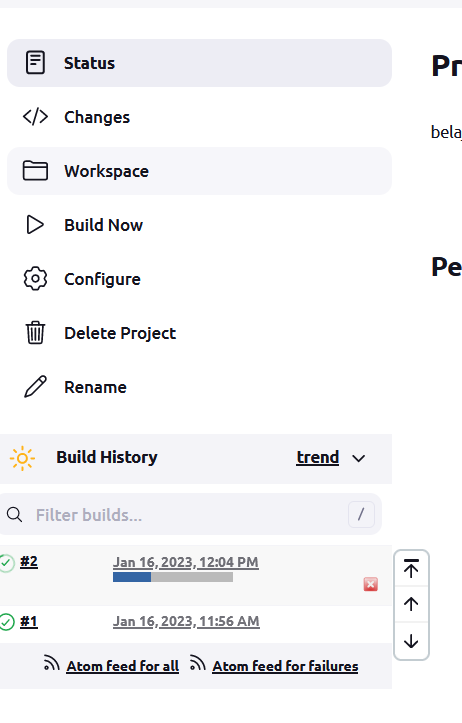 Status
Pr
Changes
bela
Workspace
Build Now
Pe
Configure
Delete Project
Rename
Build History trend
Filter builds... /
#2 Jan 16, 2023, 12:04 PM
#1 Jan 16, 2023, 11:56 AM
Atom feed for all Atom feed for failures